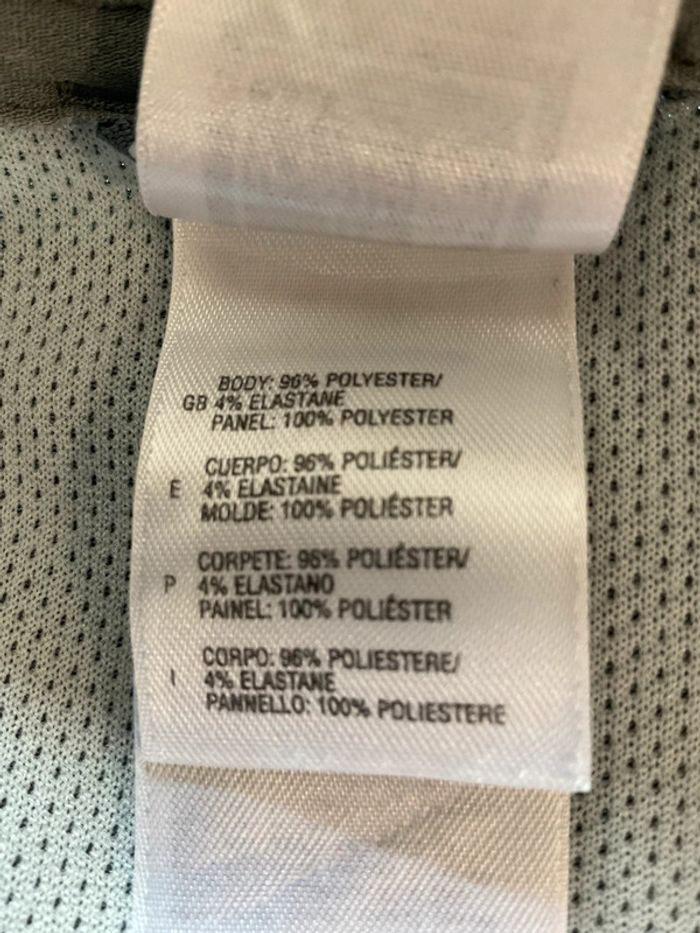 BODY: 96% POLYESTER/
GB 4% ELASTANE
PANEL: 100% POLYESTER
CUERPO: 96% POLIÉSTER/
E 4% ELASTAINE
MOLDE: 100% POLIÉSTER
CORPETE: 96% POLIÉSTER/
P 4% ELASTANO
PAINEL: 100% POLIÉSTER
CORPO: 96% POLIESTERE/
I 4% ELASTANE
PANNELLO: 100% POLIESTERE